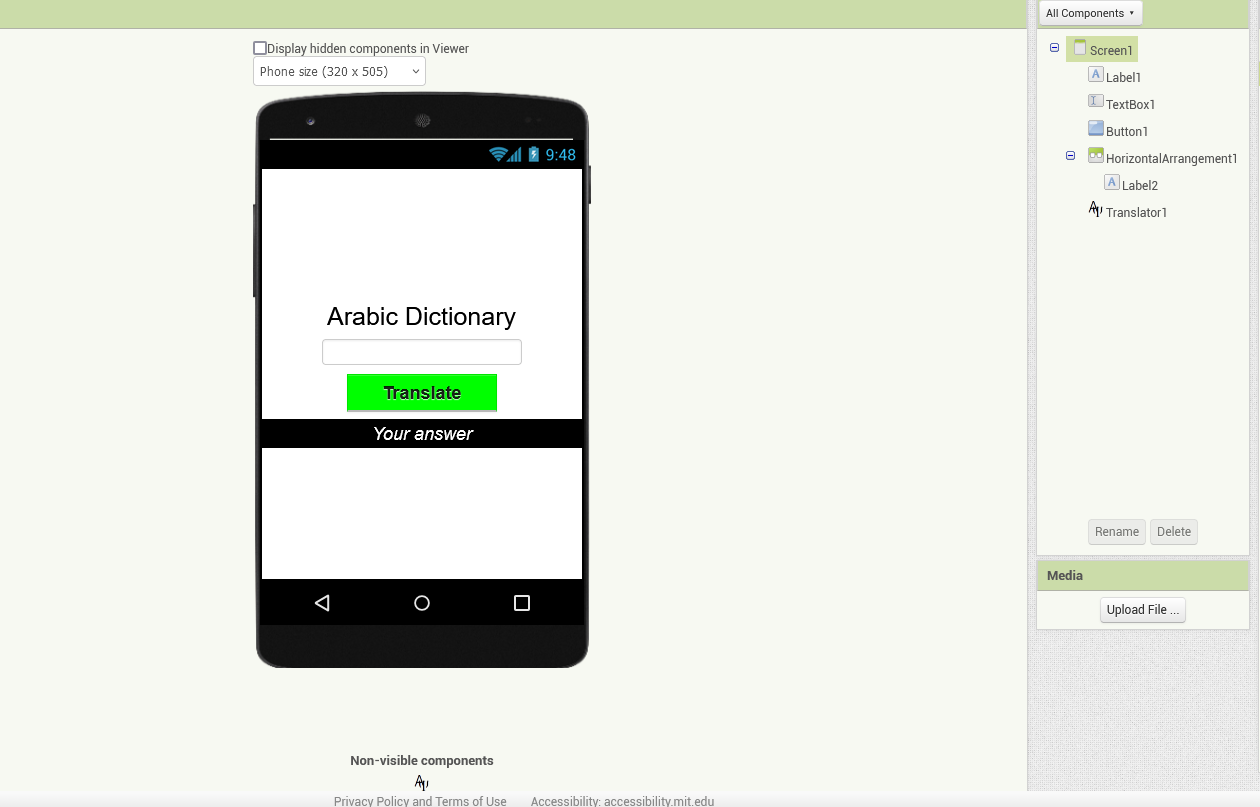 All Components ▾
Display hidden components in Viewer
Phone size (320 x 505)
9:48
Arabic Dictionary
Translate
Your answer
Non-visible components
Privacy Policy and Terms of Use Accessibility: accessibility.mit.edu
Screen1
Label1
TextBox1
Button1
HorizontalArrangement1
Label2
Translator1
Rename Delete
Media
Upload File ...